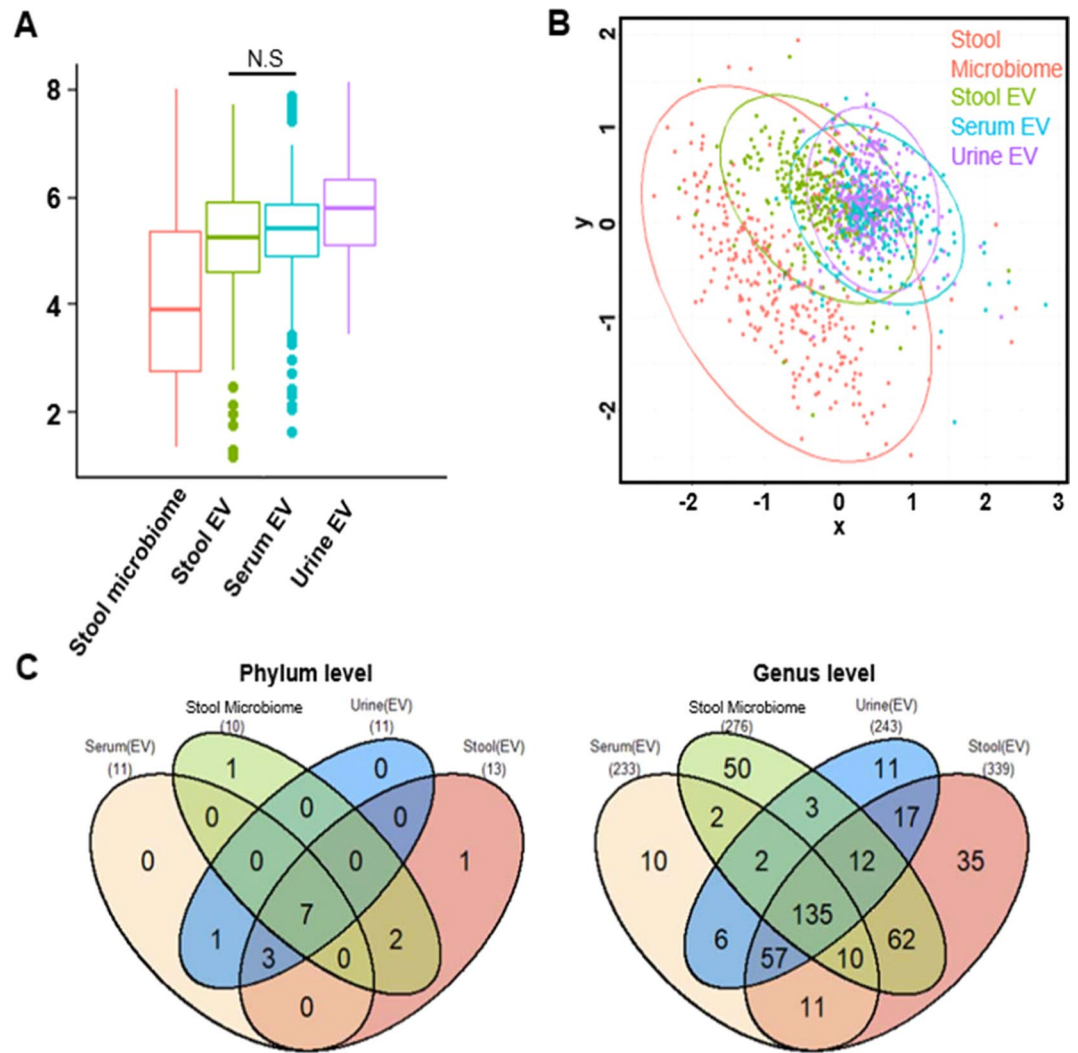 A
N.S
8
6
4
2
Stool microbiome
Stool EV
Serum EV
Urine EV
B
Stool
Microbiome
Stool EV
Serum EV
Urine EV
2
1
0
-1
-2
y
-2 -1 0 1 2 3
x
C
Phylum level
Stool Microbiome
(10)
Urine(EV)
(11)
Serum(EV)
(11)
Stool(EV)
(13)
1 0
0 0 0
0 0 0 1
7
1 3 0 2
0
Genus level
Stool Microbiome
(276)
Urine(EV)
(243)
Serum(EV)
(233)
Stool(EV)
(339)
50 11
2 3 17
10 2 12 35
135
6 57 10 62
11